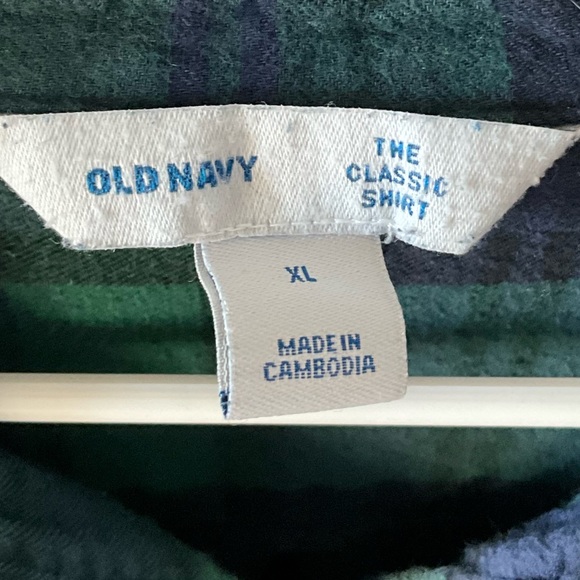 OLD NAVY
THE
CLASSIC
SHIRT
XL
MADE IN
CAMBODIA